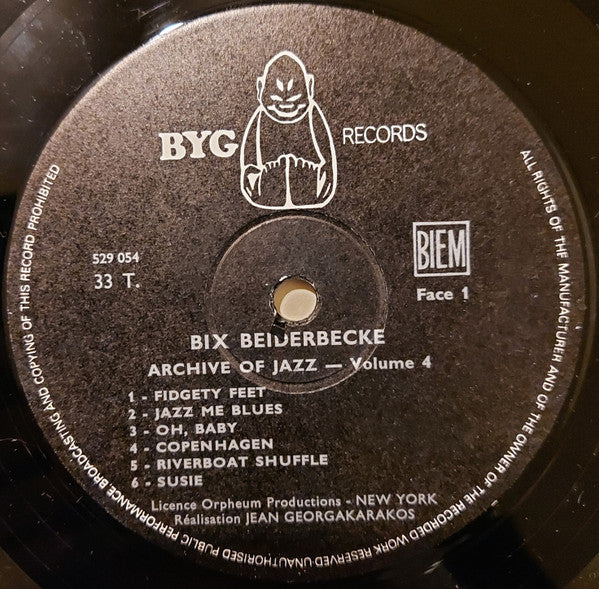 BYG RECORDS
529 054
33 T.
BIEM
Face 1
BIX BEIDERBECKE
ARCHIVE OF JAZZ — Volume 4
1 - FIDGETY FEET
2 - JAZZ ME BLUES
3 - OH, BABY
4 - COPENHAGEN
5 - RIVERBOAT SHUFFLE
6 - SUSIE
Licence Orpheum Productions - NEW YORK
Réalisation JEAN GEORGAKARAKOS
ALL RIGHTS OF THE MANUFACTURER AND OF THE OWNER OF THE RECORDED WORK RESERVED UNAUTHORISED PUBLIC PERFORMANCE BROADCASTING AND COPYING OF THIS RECORD PROHIBITED